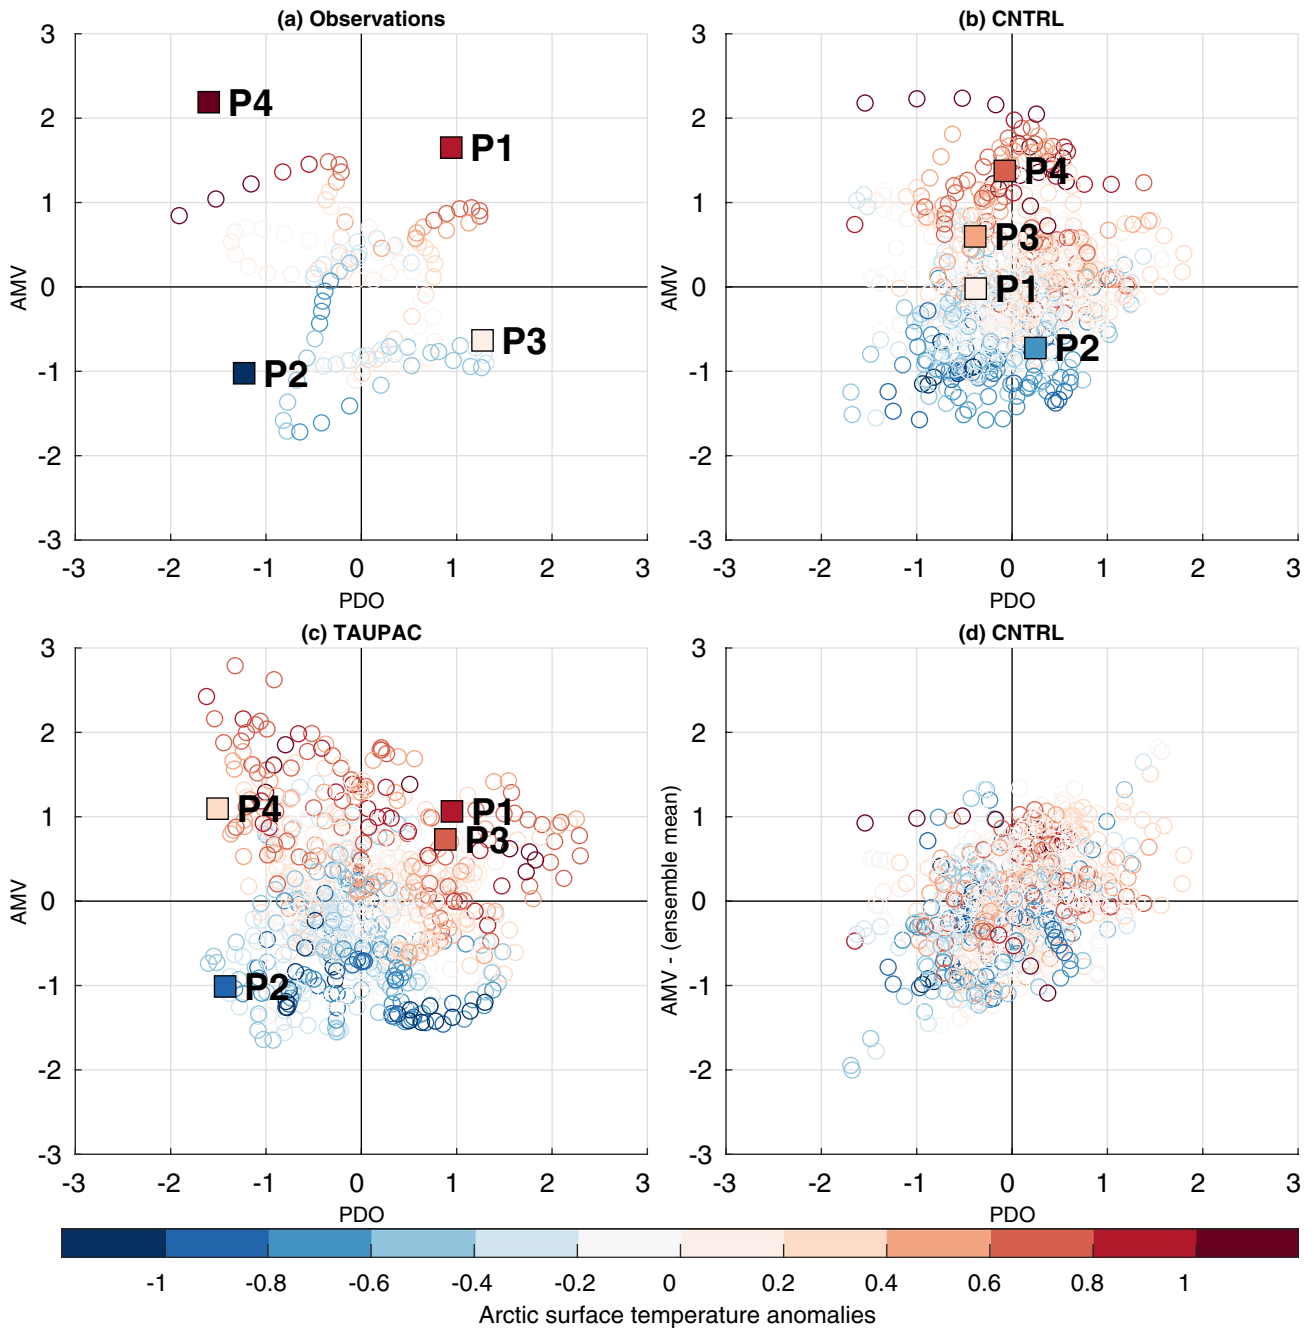 (a) Observations
3
2
1
0
-1
-2
-3
AMV
P4
P1
P3
P2
-3
-2
-1
0
1
2
3
PDO
(b) CNTRL
3
2
1
0
-1
-2
-3
AMV
P4
P3
P1
P2
-3
-2
-1
0
1
2
3
PDO
(c) TAUPAC
3
2
1
0
-1
-2
-3
AMV
P4
P1
P3
P2
-3
-2
-1
0
1
2
3
PDO
(d) CNTRL
3
2
1
0
-1
-2
-3
AMV - (ensemble mean)
-3
-2
-1
0
1
2
3
PDO
-1 -0.8 -0.6 -0.4 -0.2 0 0.2 0.4 0.6 0.8 1
Arctic surface temperature anomalies